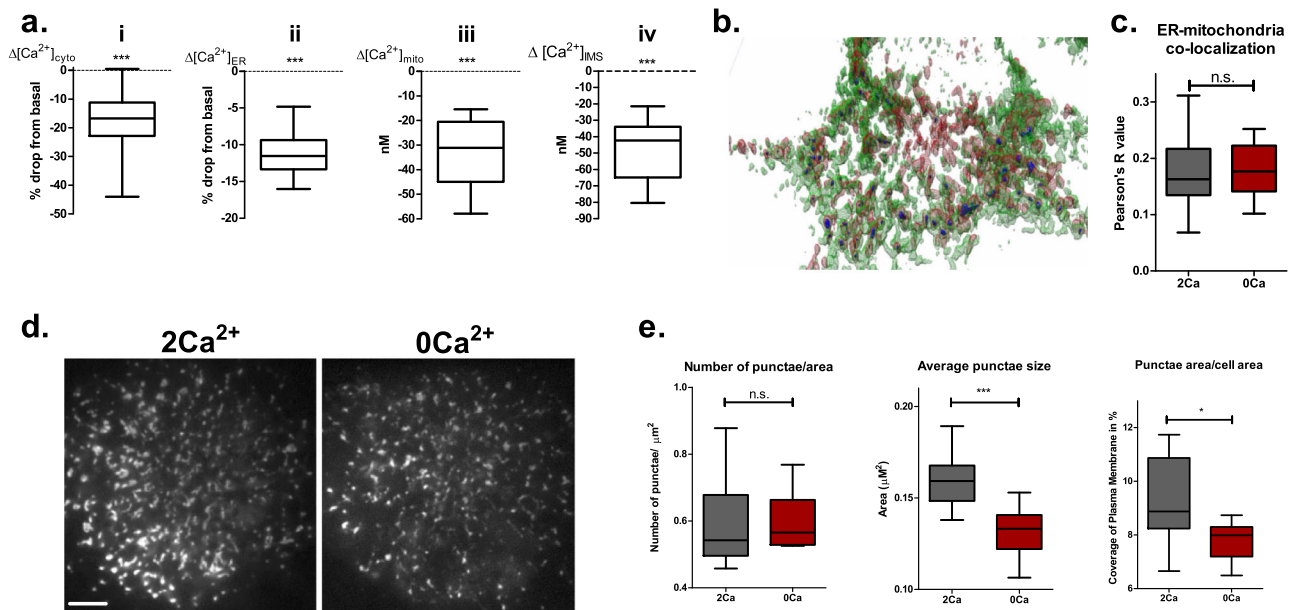 a.
i
Δ[Ca2+]cyto
***
% drop from basal
0
-10
-20
-30
-40
-50
ii
Δ[Ca2+]ER
***
% drop from basal
0
-5
-10
-15
-20
iii
Δ[Ca2+]mito
***
nM
0
-10
-20
-30
-40
-50
-60
iv
Δ [Ca2+]IMS
***
nM
0
-10
-20
-30
-40
-50
-60
-70
-80
-90
b.
c.
ER-mitochondria
co-localization
n.s.
Pearson's R value
0.3
0.2
0.1
0.0
2Ca
0Ca
d.
2Ca2+
0Ca2+
e.
Number of punctae/area
n.s.
Number of punctae/ μm2
1.0
0.8
0.6
0.4
2Ca
0Ca
Average punctae size
***
Area (μM2)
0.20
0.15
0.10
2Ca
0Ca
Punctae area/cell area
*
Coverage of Plasma Membrane in %
12
10
8
6
2Ca
0Ca